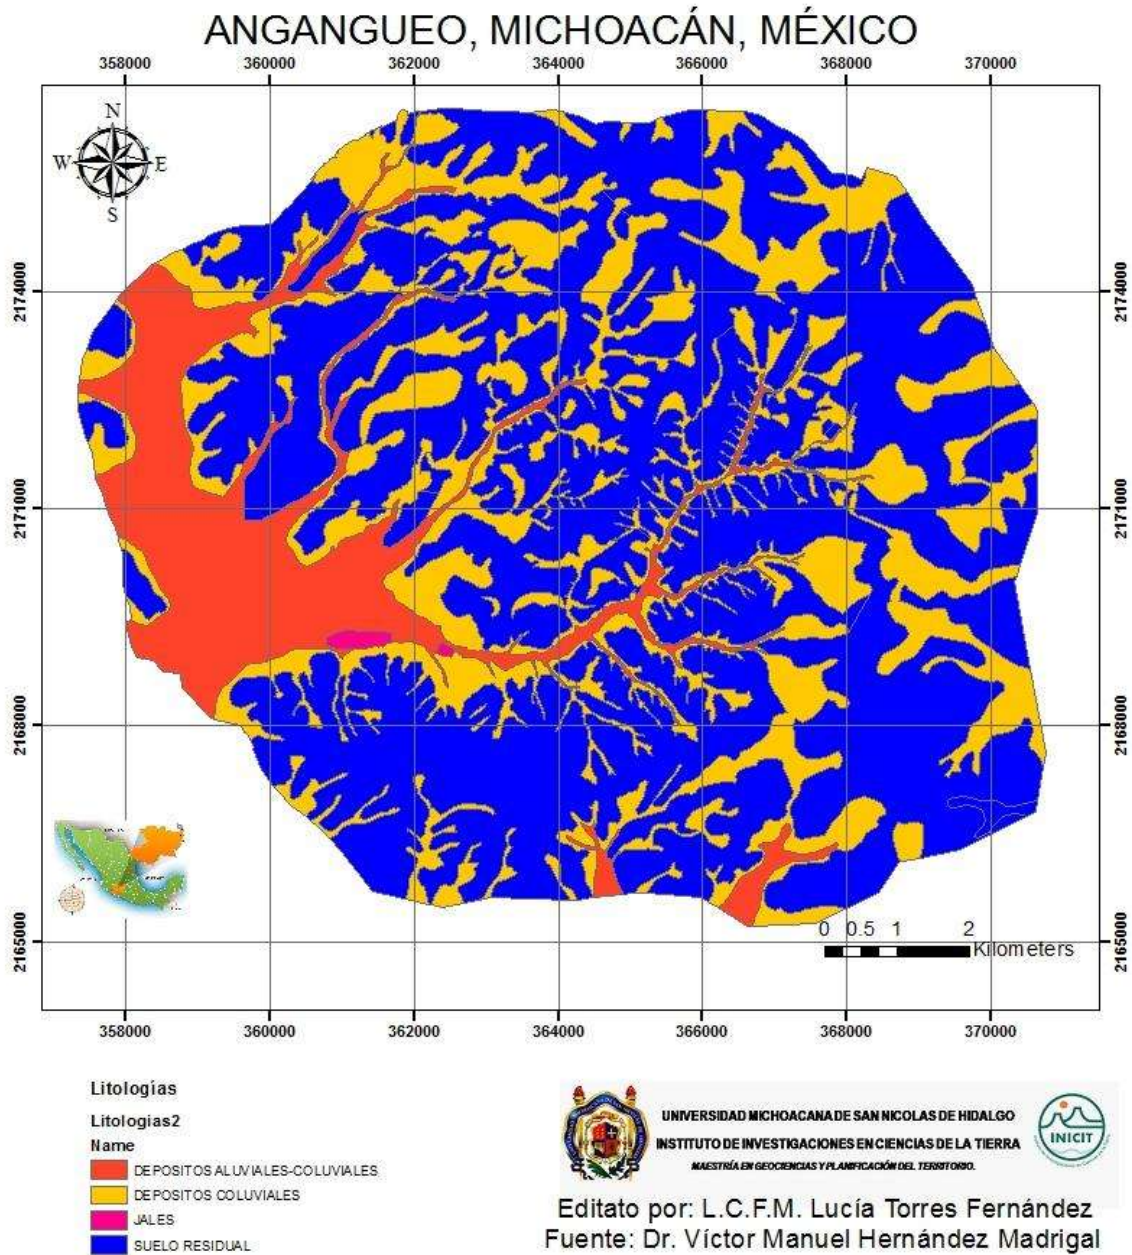 ANGANGUEO, MICHOACÁN, MÉXICO
358000 360000 362000 364000 366000 368000 370000
N
W E
S
2174000 2174000
2171000 2171000
2168000 2168000
2165000 2165000
0 0.5 1 2
Kilometers
358000 360000 362000 364000 366000 368000 370000
Litologías
Litologias2
Name
DEPOSITOS ALUVIALES-COLUVIALES
DEPOSITOS COLUVIALES
JALES
SUELO RESIDUAL
UNIVERSIDAD MICHOACANA DE SAN NICOLAS DE HIDALGO
INSTITUTO DE INVESTIGACIONES EN CIENCIAS DE LA TIERRA
MAESTRÍA EN GEOCIENCIAS Y PLANIFICACIÓN DEL TERRITORIO.
INICIT
Editato por: L.C.F.M. Lucía Torres Fernández
Fuente: Dr. Víctor Manuel Hernández Madrigal